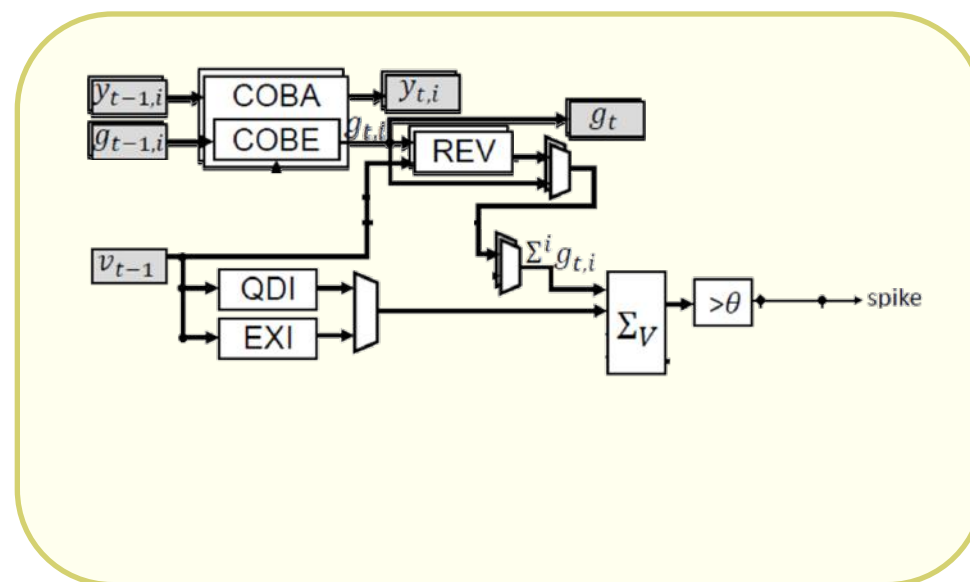 y_{t-1,i}
COBA
y_{t,i}
g_{t-1,i}
COBE
g_{t,i}
REV
g_t
v_{t-1}
QDI
EXI
Σ^i g_{t,i}
Σ_V
>θ
spike